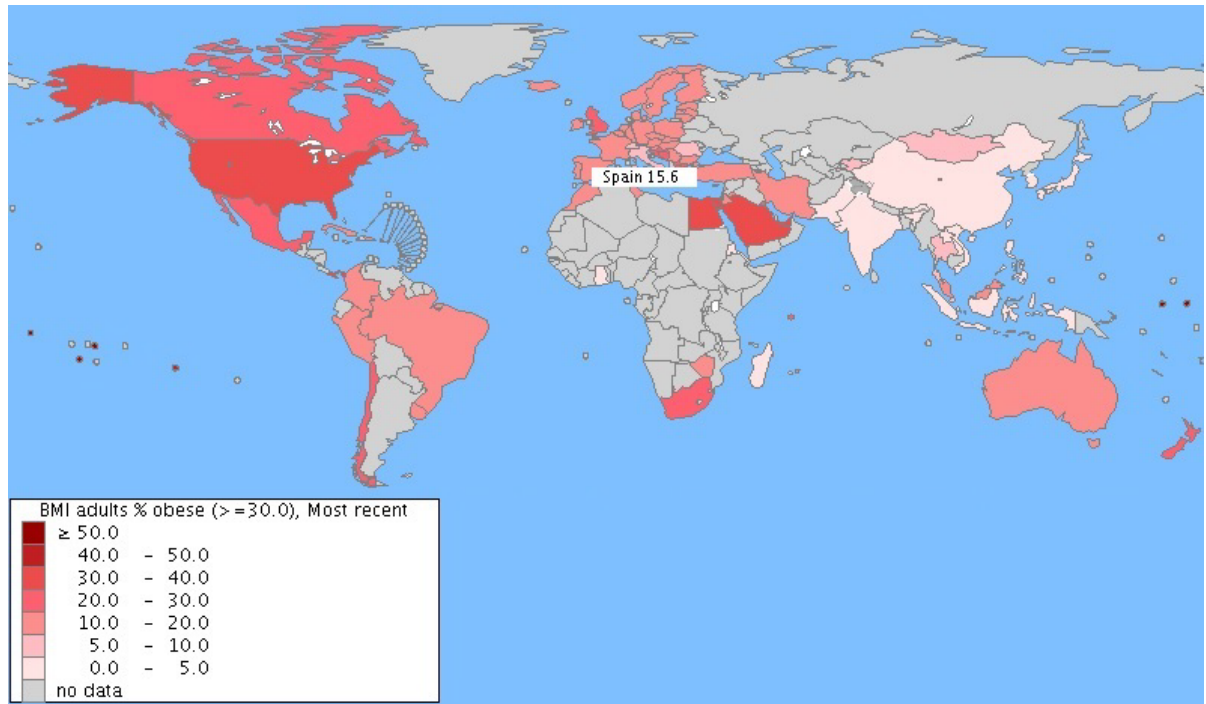 Spain 15.6
BMI adults % obese (>=30.0), Most recent
≥ 50.0
40.0 - 50.0
30.0 - 40.0
20.0 - 30.0
10.0 - 20.0
5.0 - 10.0
0.0 - 5.0
no data